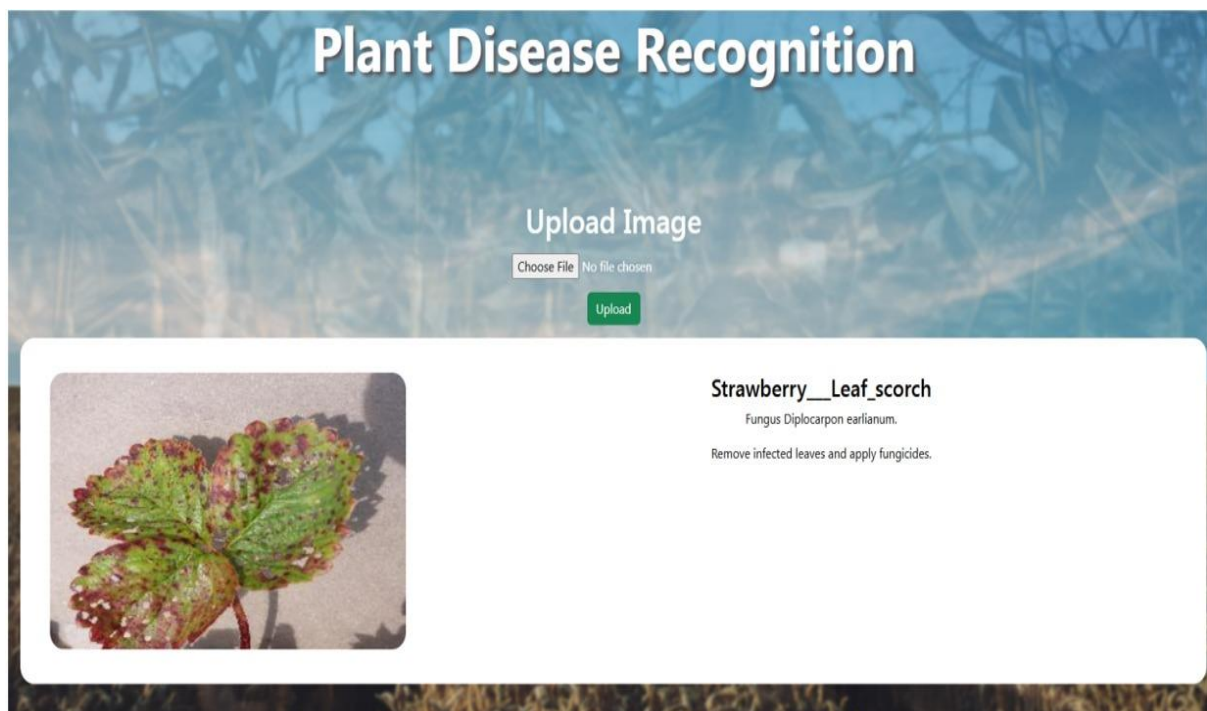 Plant Disease Recognition
Upload Image
Choose File No file chosen
Upload
Strawberry___Leaf_scorch
Fungus Diplocarpon earlianum.
Remove infected leaves and apply fungicides.